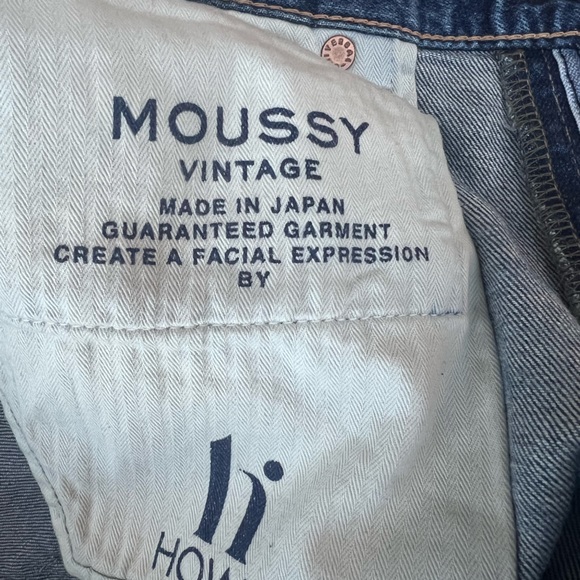 MOUSSY
VINTAGE
MADE IN JAPAN
GUARANTEED GARMENT
CREATE A FACIAL EXPRESSION
BY